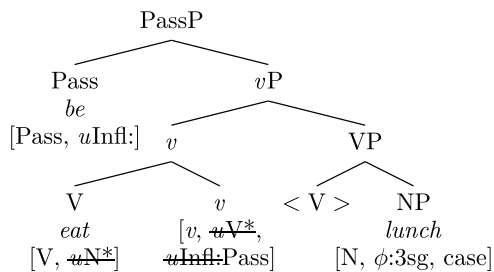 PassP
Pass vP
be
[Pass, uInfl:] v VP
V v < V > NP
eat [v, uV*, lunch
[V, uN*] uInfl:Pass] [N, ϕ:3sg, case]